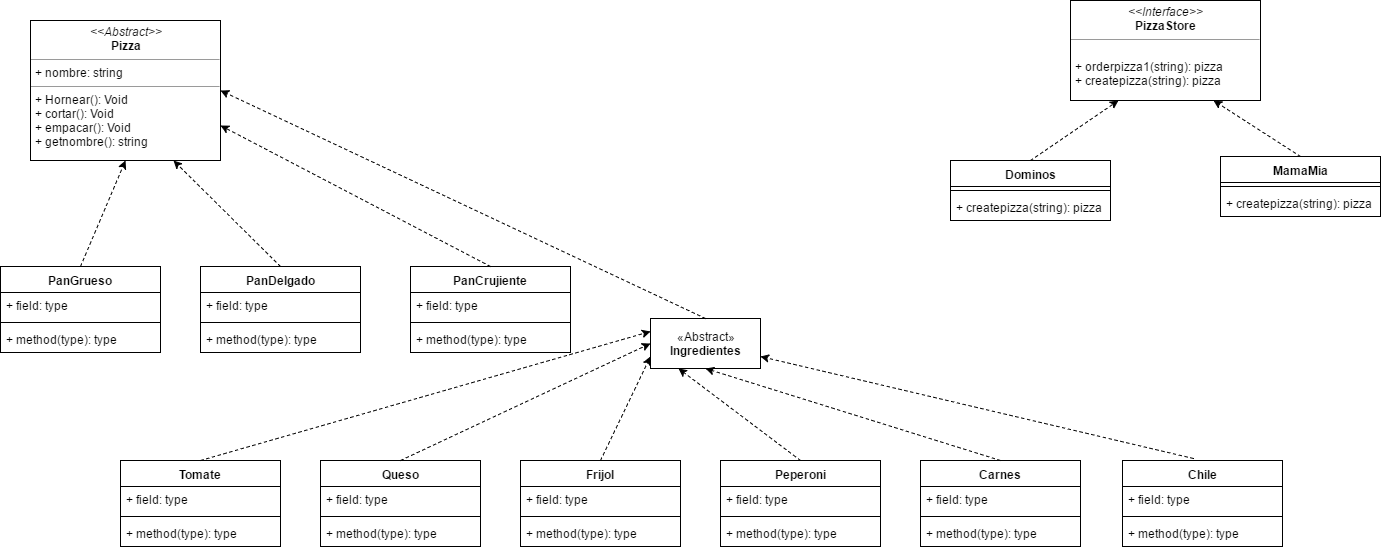 <<Abstract>>
Pizza
+ nombre: string
+ Hornear(): Void
+ cortar(): Void
+ empacar(): Void
+ getnombre(): string
<<Interface>>
PizzaStore
+ orderpizza1(string): pizza
+ createpizza(string): pizza
Dominos
+ createpizza(string): pizza
MamaMia
+ createpizza(string): pizza
PanGrueso
+ field: type
+ method(type): type
PanDelgado
+ field: type
+ method(type): type
PanCrujiente
+ field: type
+ method(type): type
«Abstract»
Ingredientes
Tomate
+ field: type
+ method(type): type
Queso
+ field: type
+ method(type): type
Frijol
+ field: type
+ method(type): type
Peperoni
+ field: type
+ method(type): type
Carnes
+ field: type
+ method(type): type
Chile
+ field: type
+ method(type): type